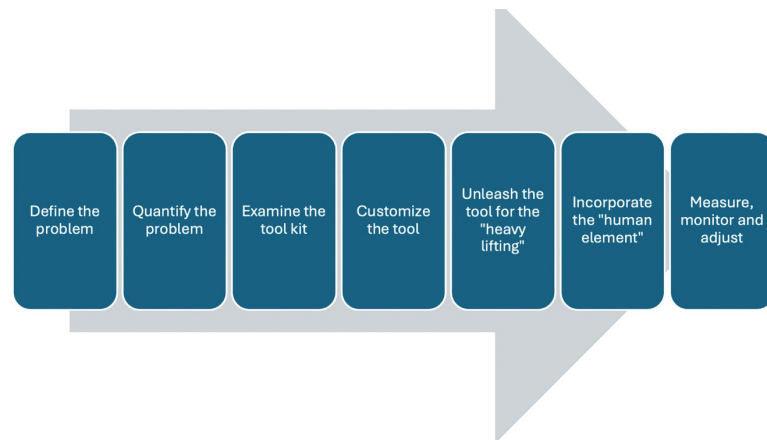 Define the
problem
Quantify the
problem
Examine the
tool kit
Customize
the tool
Unleash the
tool for the
"heavy
lifting"
Incorporate
the "human
element"
Measure,
monitor and
adjust